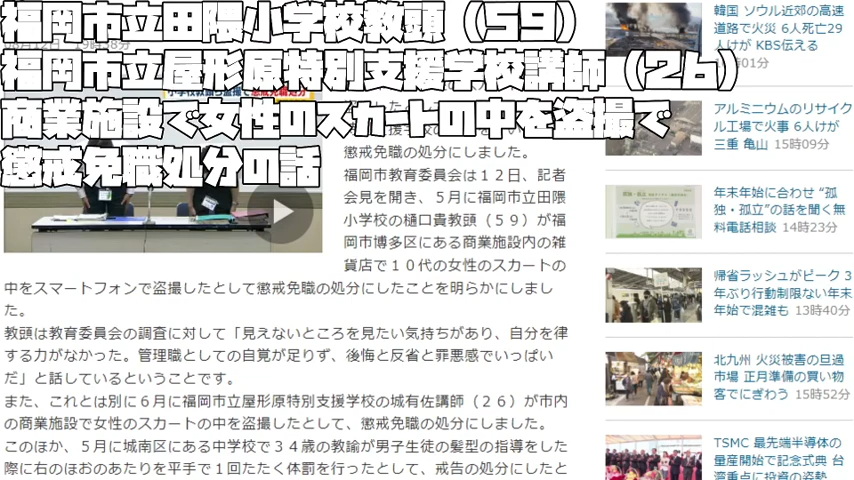 福岡市立田隈小学校教頭（59）
福岡市立屋形原特別支援学校講師（26）
商業施設で女性のスカートの中を盗撮で
懲戒免職処分の話
懲戒免職の処分にしました。
福岡市教育委員会は１２日、記者
会見を開き、５月に福岡市立田隈
小学校の樋口貴教頭（５９）が福
岡市博多区にある商業施設内の雑
貨店で１０代の女性のスカートの
中をスマートフォンで盗撮したとして懲戒免職の処分にしたことを明らかにしまし
た。
教頭は教育委員会の調査に対して「見えないところを見たい気持ちがあり、自分を律
する力がなかった。管理職としての自覚が足りず、後悔と反省と罪悪感でいっぱい
だ」と話しているということです。
また、これとは別に６月に福岡市立屋形原特別支援学校の城有佐講師（２６）が市内
の商業施設で女性のスカートの中を盗撮したとして、懲戒免職の処分にしました。
このほか、５月に城南区にある中学校で３４歳の教諭が男子生徒の髪型の指導をした
際に右のほおのあたりを平手で１回たたく体罰を行ったとして、戒告の処分にしたと
韓国 ソウル近郊の高速
道路で火災 6人死亡29
人けが KBS伝える
01分
アルミニウムのリサイク
ル工場で火事 6人けが
三重 亀山 15時09分
年末年始に合わせ “孤
独・孤立”の話を聞く無
料電話相談 14時23分
帰省ラッシュがピーク 3
年ぶり行動制限ない年末
年始で混雑も 13時40分
北九州 火災被害の旦過
市場 正月準備の買い物
客でにぎわう 15時52分
TSMC 最先端半導体の
量産開始で記念式典 台
湾重点に投資の姿勢